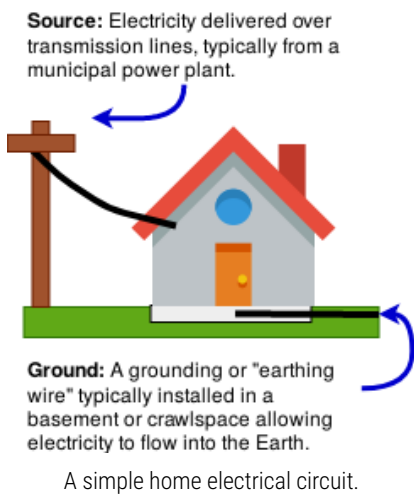 Source: Electricity delivered over
transmission lines, typically from a
municipal power plant.
Ground: A grounding or "earthing
wire" typically installed in a
basement or crawlspace allowing
electricity to flow into the Earth.
A simple home electrical circuit.